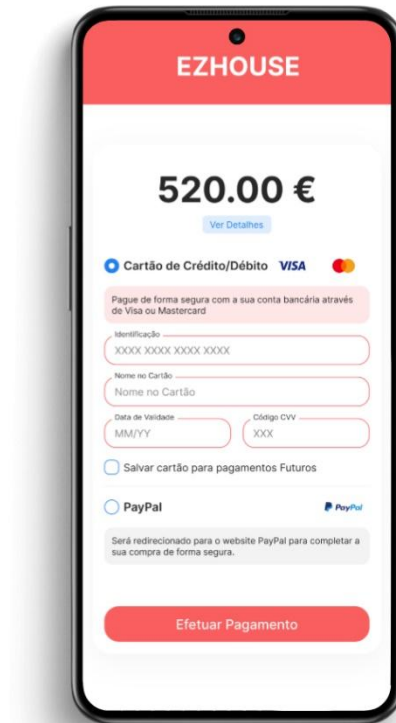 EZHOUSE
520.00 €
Ver Detalhes
Cartão de Crédito/Débito VISA
Pague de forma segura com a sua conta bancária através
de Visa ou Mastercard
Identificação
XXXX XXXX XXXX XXXX
Nome no Cartão
Nome no Cartão
Data de Validade Código CVV
MM/YY XXX
Salvar cartão para pagamentos Futuros
PayPal PayPal
Será redirecionado para o website PayPal para completar a
sua compra de forma segura.
Efetuar Pagamento